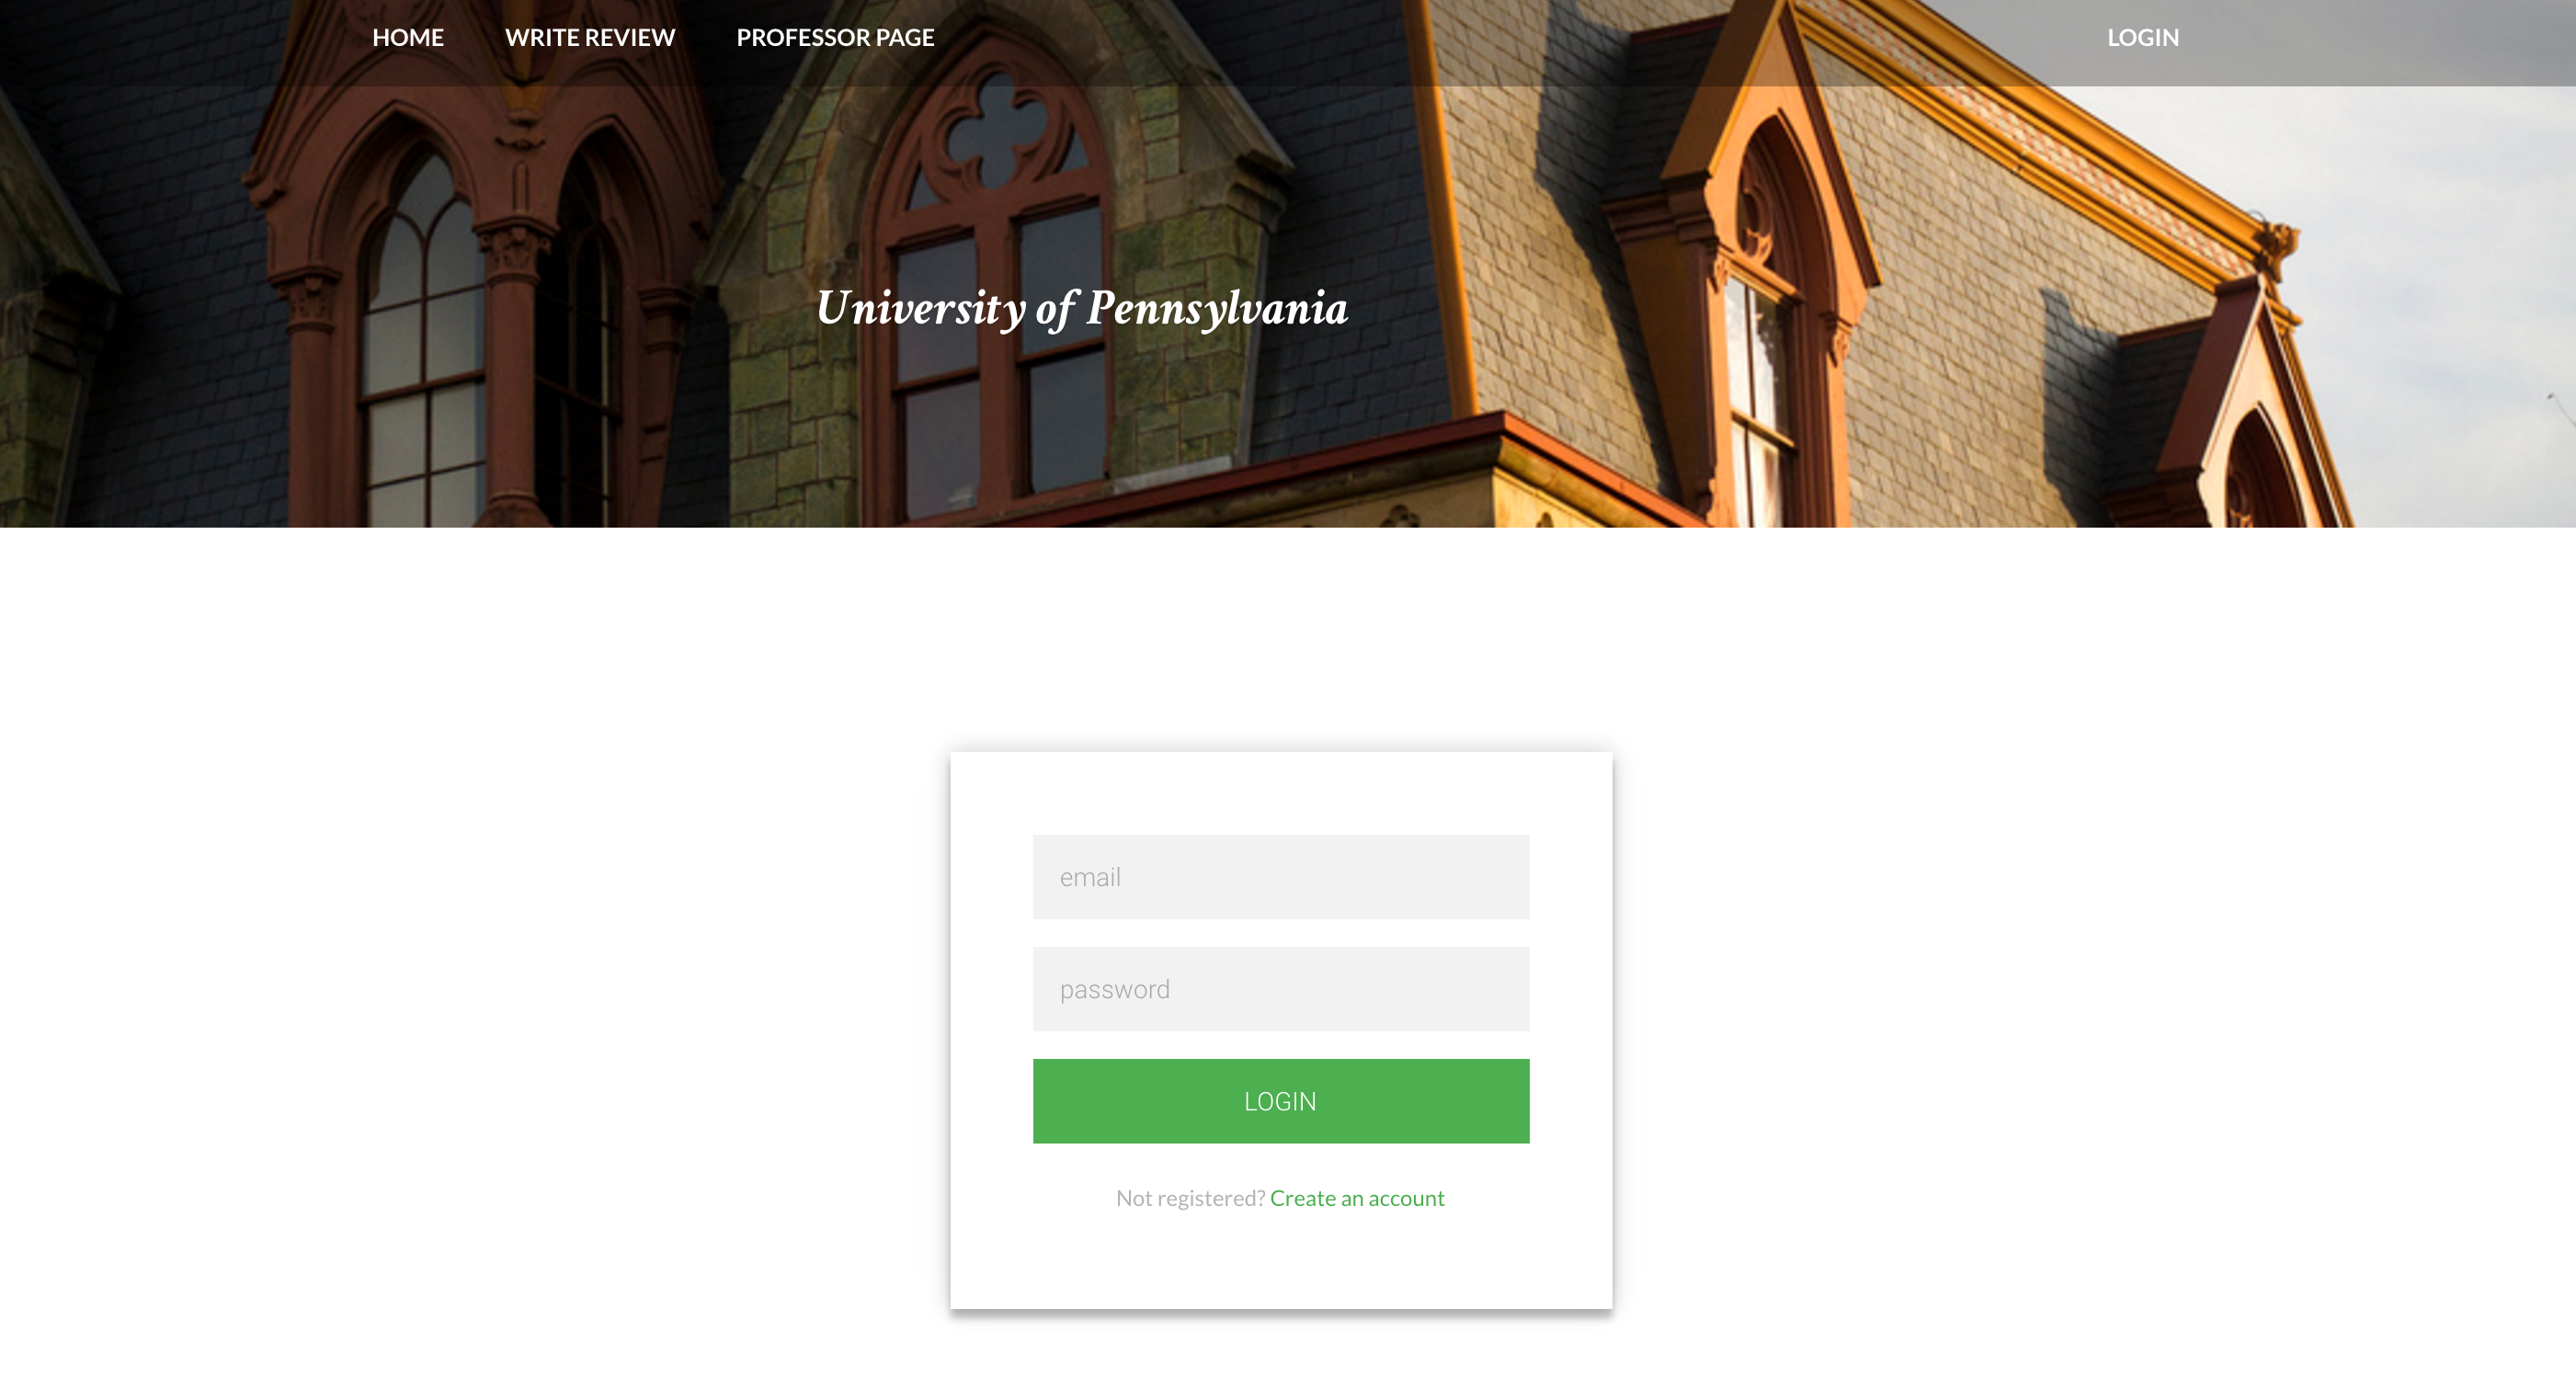 HOME WRITE REVIEW PROFESSOR PAGE LOGIN
University of Pennsylvania
email
password
LOGIN
Not registered? Create an account